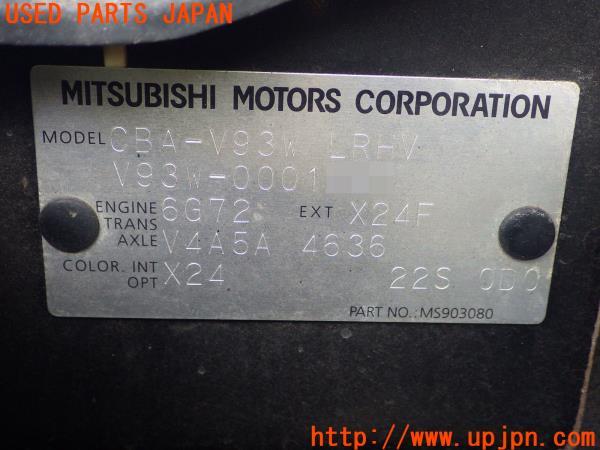 USED PARTS JAPAN
MITSUBISHI MOTORS CORPORATION
MODEL CBA-V93W LRHV
V93W-0001
ENGINE 6G72 EXT X24F
TRANS
AXLE V4A5A 4636
COLOR. INT X24 22S 0D0
OPT
PART NO.:MS903080
http://www.upjpn.com/